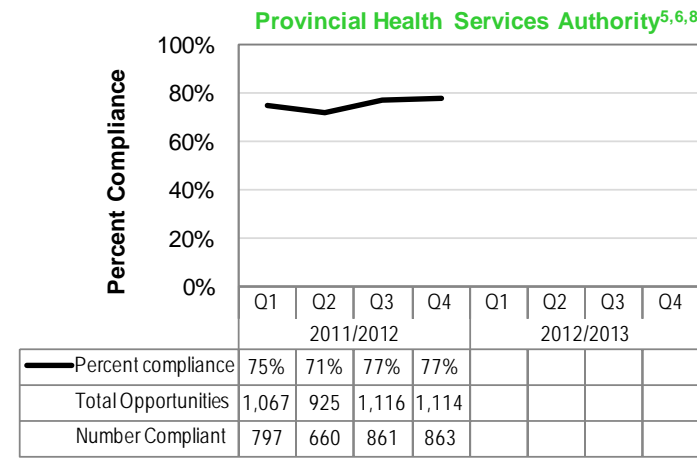 Provincial Health Services Authority5,6,8
100%
80%
60%
40%
20%
0%
Percent Compliance
Q1 Q2 Q3 Q4 Q1 Q2 Q3 Q4
2011/2012 2012/2013
Percent compliance 75% 71% 77% 77%
Total Opportunities 1,067 925 1,116 1,114
Number Compliant 797 660 861 863